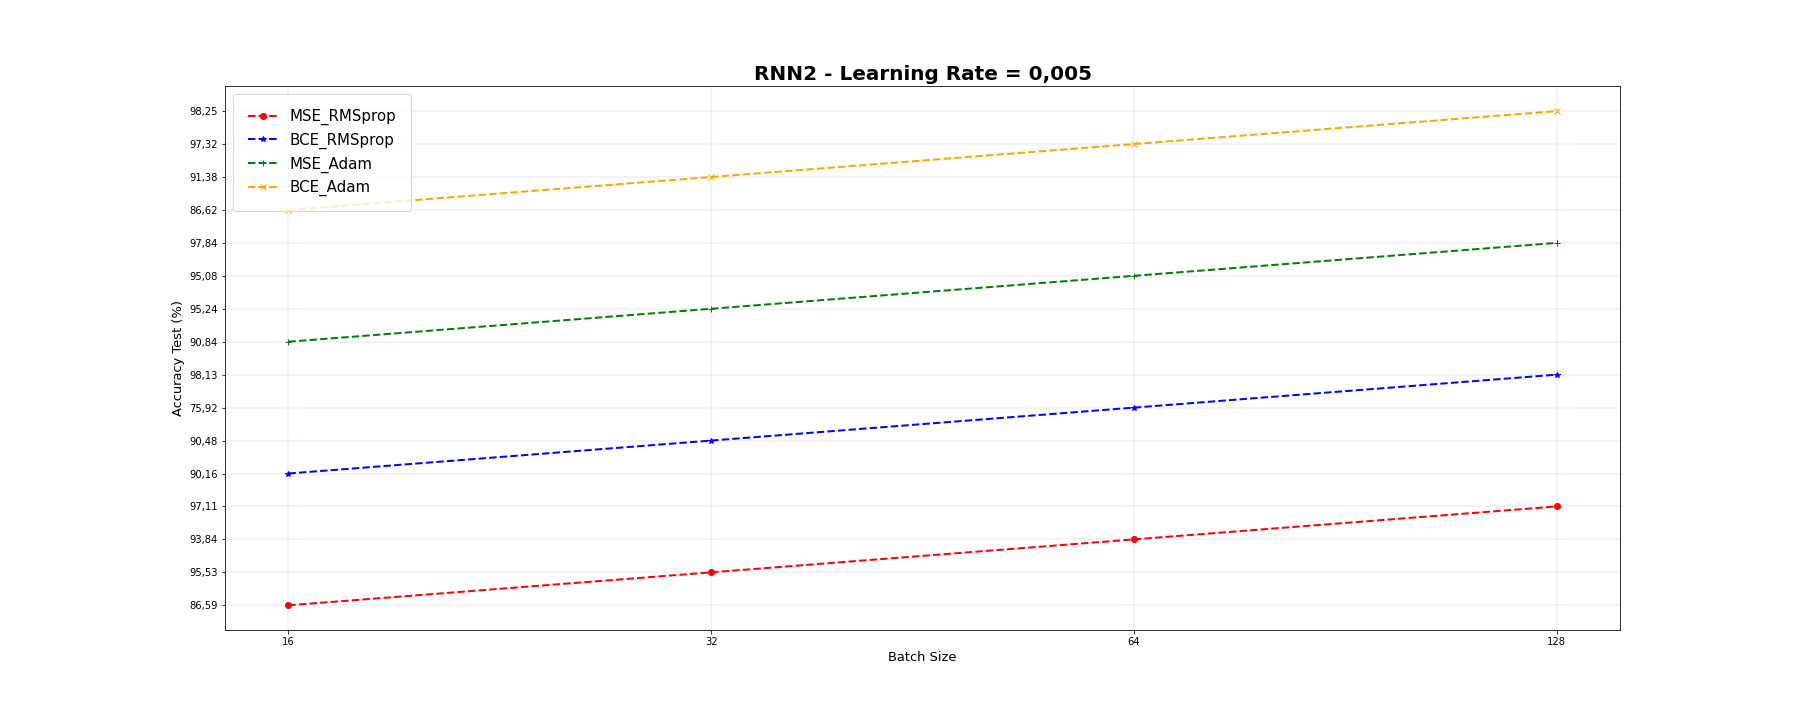 RNN2 - Learning Rate = 0,005
MSE_RMSprop
BCE_RMSprop
MSE_Adam
BCE_Adam
98,25
97,32
91,38
86,62
97,84
95,08
95,24
90,84
98,13
75,92
90,48
90,16
97,11
93,84
95,53
86,59
Accuracy Test (%)
16
32
64
128
Batch Size